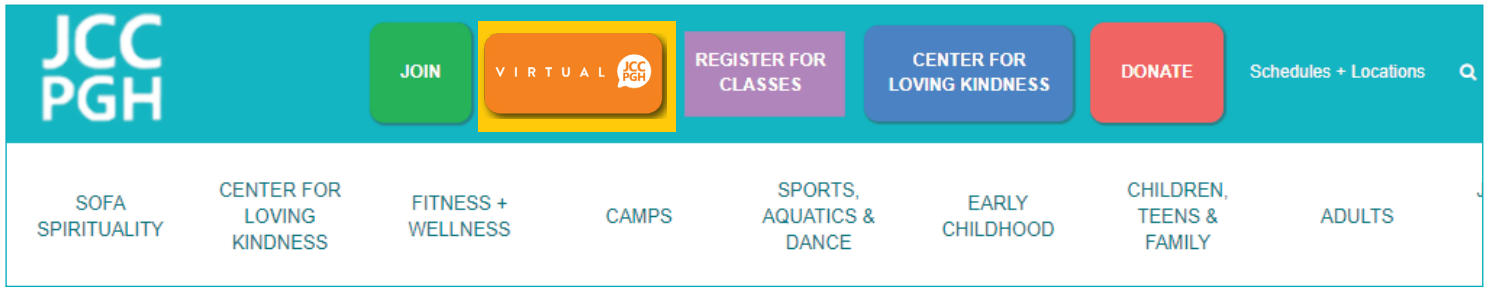 JCC
PGH
JOIN
VIRTUAL JCC PGH
REGISTER FOR
CLASSES
CENTER FOR
LOVING KINDNESS
DONATE
Schedules + Locations
SOFA
SPIRITUALITY
CENTER FOR
LOVING
KINDNESS
FITNESS +
WELLNESS
CAMPS
SPORTS,
AQUATICS &
DANCE
EARLY
CHILDHOOD
CHILDREN,
TEENS &
FAMILY
ADULTS